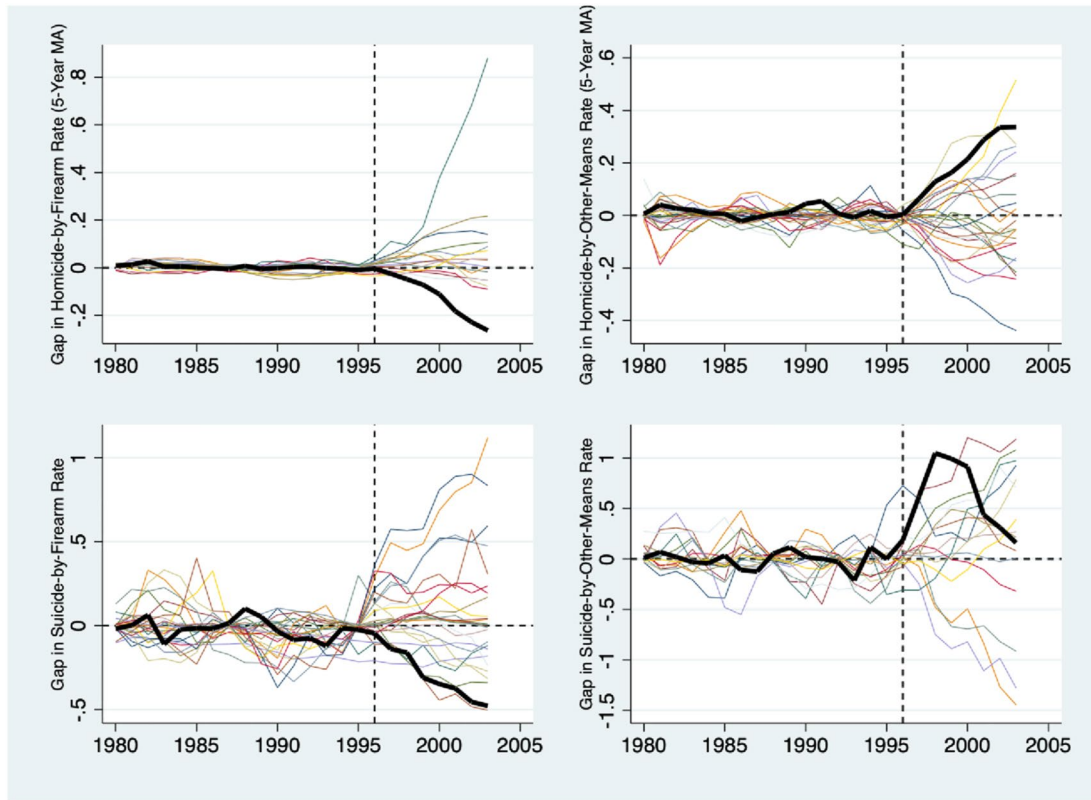 Gap in Homicide-by-Firearm Rate (5-Year MA)
.8
.6
.4
.2
0
-.2
1980 1985 1990 1995 2000 2005
Gap in Homicide-by-Other-Means Rate (5-Year MA)
.6
.4
.2
0
-.2
-.4
1980 1985 1990 1995 2000 2005
Gap in Suicide-by-Firearm Rate
1
.5
0
-.5
1980 1985 1990 1995 2000 2005
Gap in Suicide-by-Other-Means Rate
1
.5
0
-.5
-1
-1.5
1980 1985 1990 1995 2000 2005